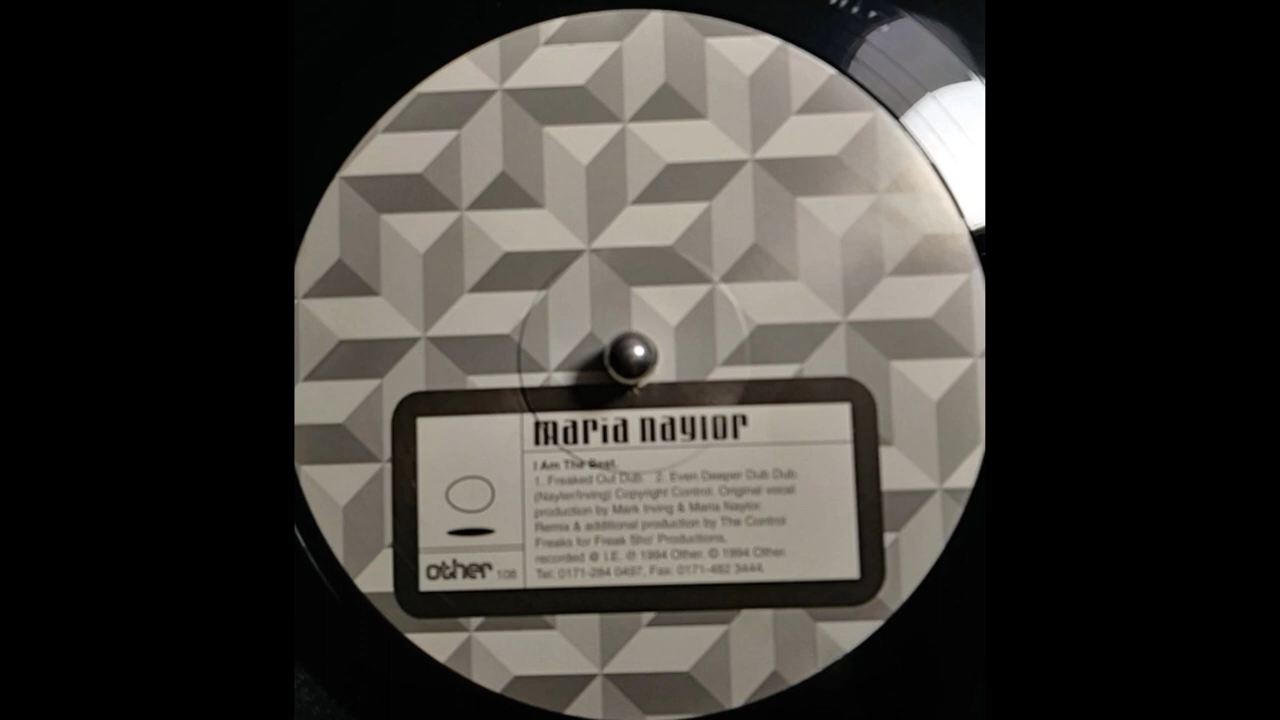 maria naylor
I Am The Beat.
1. Freaked Out Dub. 2. Even Deeper Dub Dub.
(Naylor/Irving) Copyright Control. Original vocal
production by Mark Irving & Maria Naylor.
Remix & additional production by The Control
Freaks for Freak Sho' Productions.
recorded @ I.E. ℗ 1994 Other. © 1994 Other.
Tel: 0171-284 0497, Fax: 0171-482 3444.
other 108